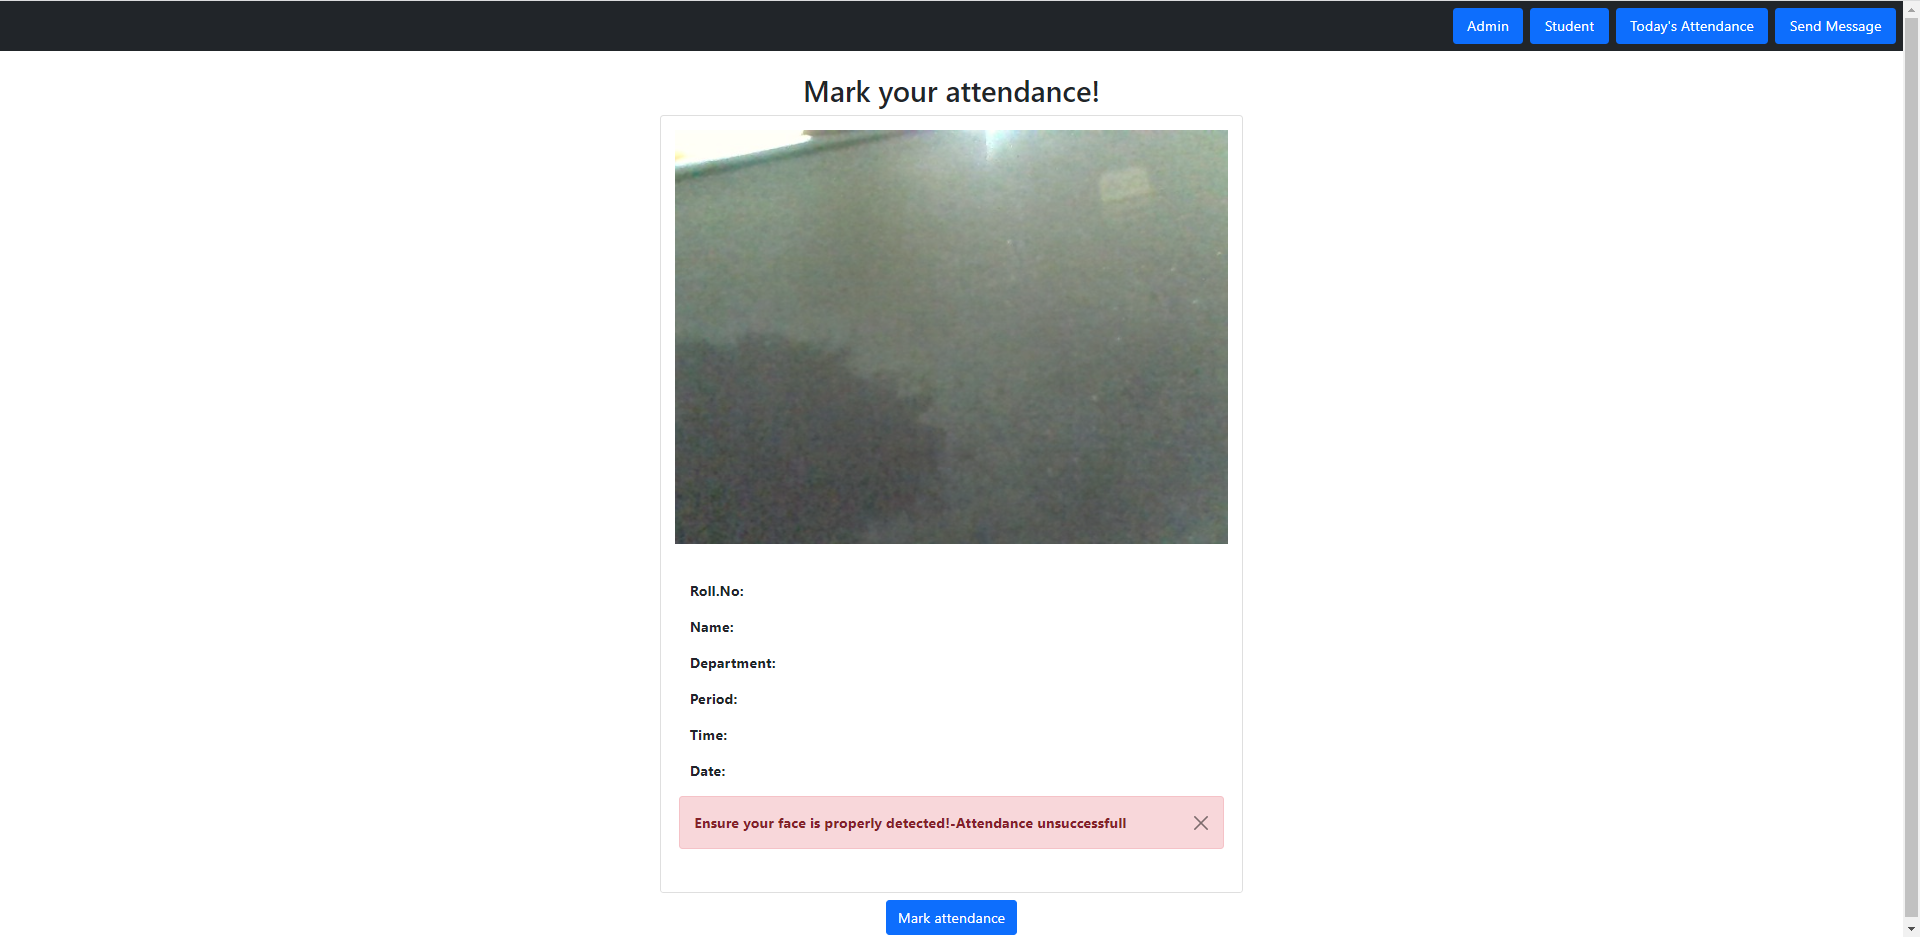 Admin Student Today's Attendance Send Message
Mark your attendance!
Roll.No:
Name:
Department:
Period:
Time:
Date:
Ensure your face is properly detected!-Attendance unsuccessfull
Mark attendance